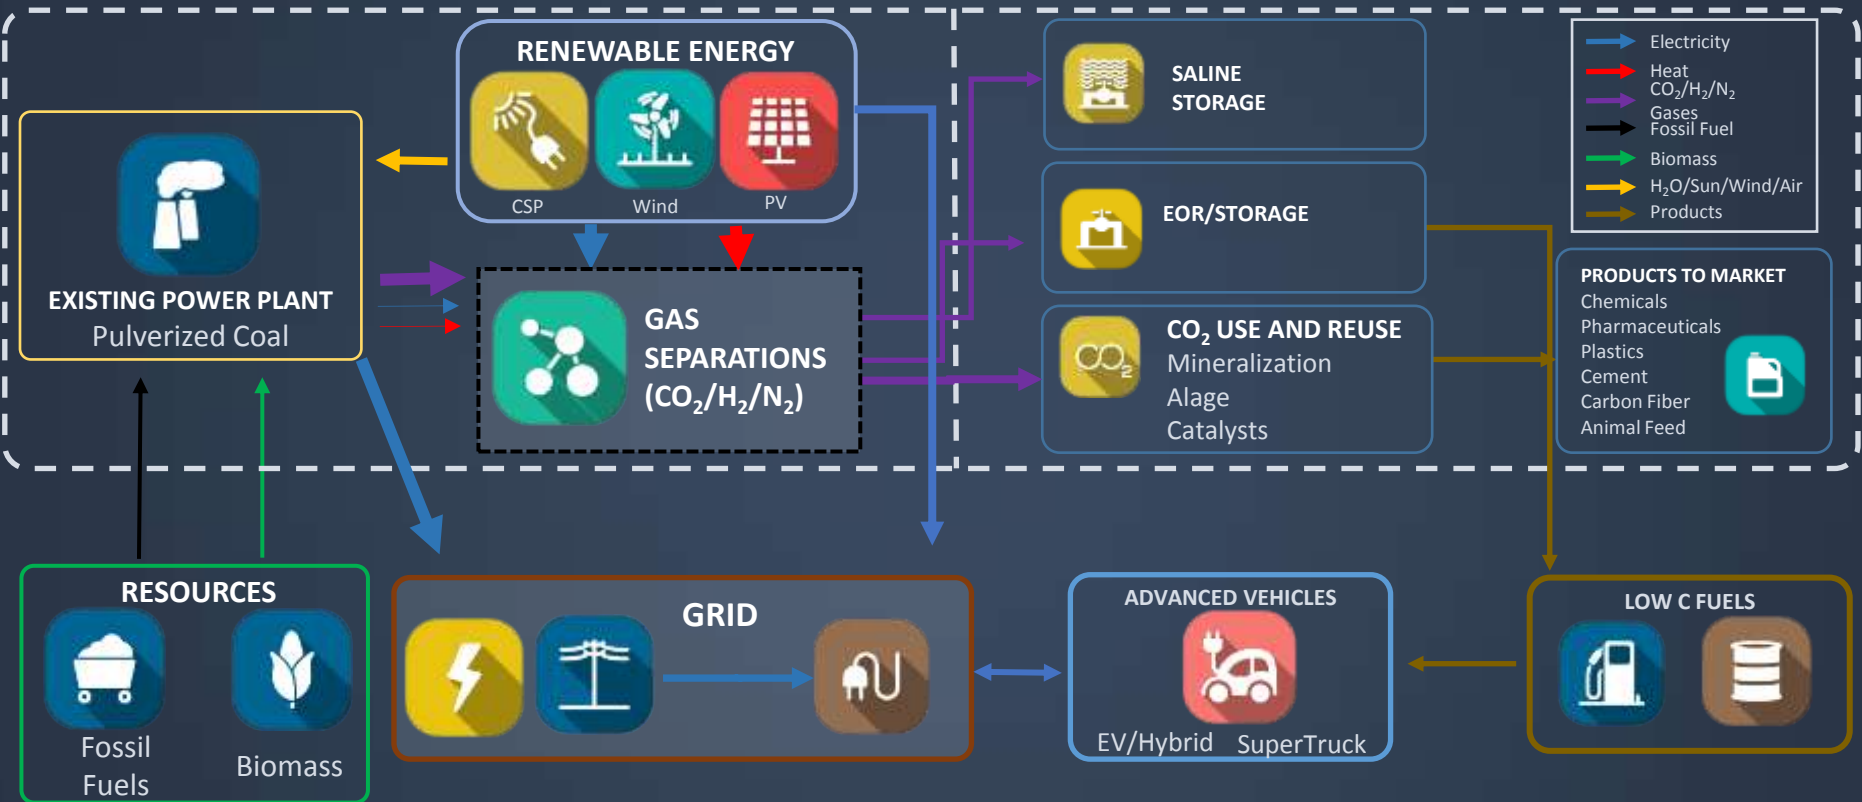 RENEWABLE ENERGY
CSP
Wind
PV
EXISTING POWER PLANT
Pulverized Coal
GAS
SEPARATIONS
(CO₂/H₂/N₂)
SALINE
STORAGE
EOR/STORAGE
CO₂ USE AND REUSE
Mineralization
Alage
Catalysts
CO₂
Electricity
Heat
CO₂/H₂/N₂
Gases
Fossil Fuel
Biomass
H₂O/Sun/Wind/Air
Products
PRODUCTS TO MARKET
Chemicals
Pharmaceuticals
Plastics
Cement
Carbon Fiber
Animal Feed
RESOURCES
Fossil
Fuels
Biomass
GRID
ADVANCED VEHICLES
EV/Hybrid
SuperTruck
LOW C FUELS